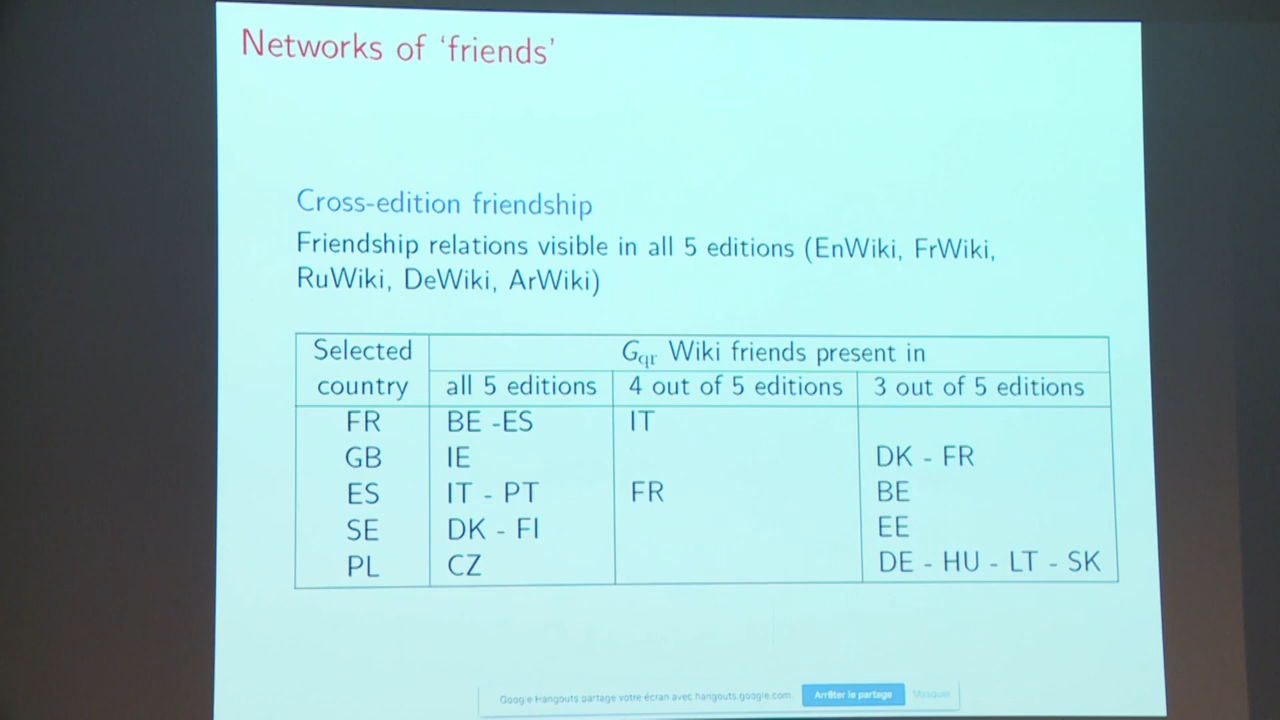 Networks of ‘friends’
Cross-edition friendship
Friendship relations visible in all 5 editions (EnWiki, FrWiki,
RuWiki, DeWiki, ArWiki)
Selected country Gqr Wiki friends present in
all 5 editions 4 out of 5 editions 3 out of 5 editions
FR BE -ES IT
GB IE DK - FR
ES IT - PT FR BE
SE DK - FI EE
PL CZ DE - HU - LT - SK
Google Hangouts partage votre écran avec hangouts.google.com. Arrêter le partage Masquer